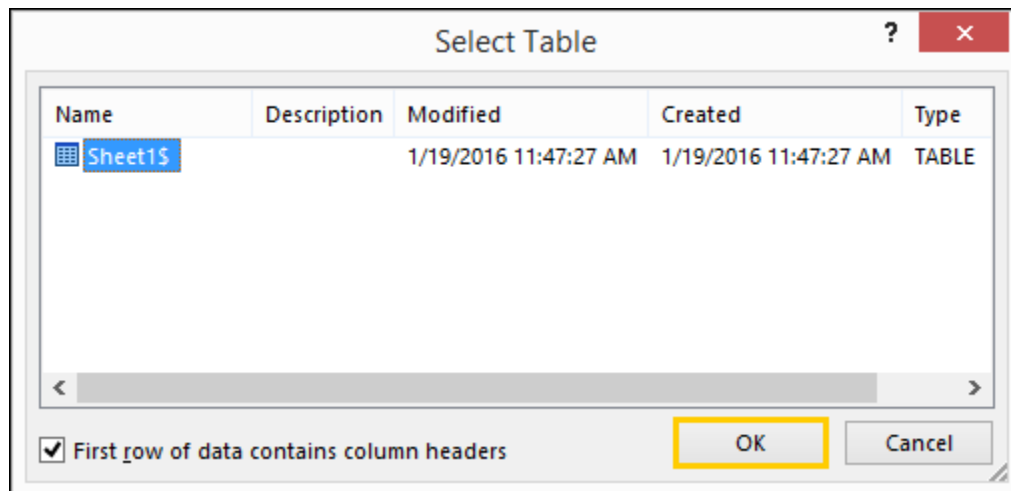 Select Table
?
Name Description Modified Created Type
Sheet1$ 1/19/2016 11:47:27 AM 1/19/2016 11:47:27 AM TABLE
First row of data contains column headers OK Cancel